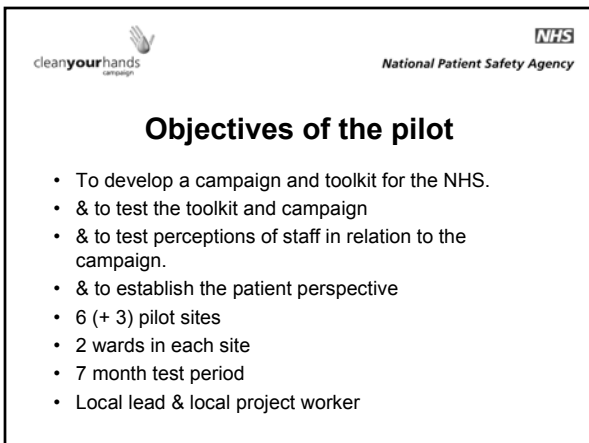 cleanyourhands
campaign
NHS
National Patient Safety Agency
Objectives of the pilot
• To develop a campaign and toolkit for the NHS.
• & to test the toolkit and campaign
• & to test perceptions of staff in relation to the
campaign.
• & to establish the patient perspective
• 6 (+ 3) pilot sites
• 2 wards in each site
• 7 month test period
• Local lead & local project worker